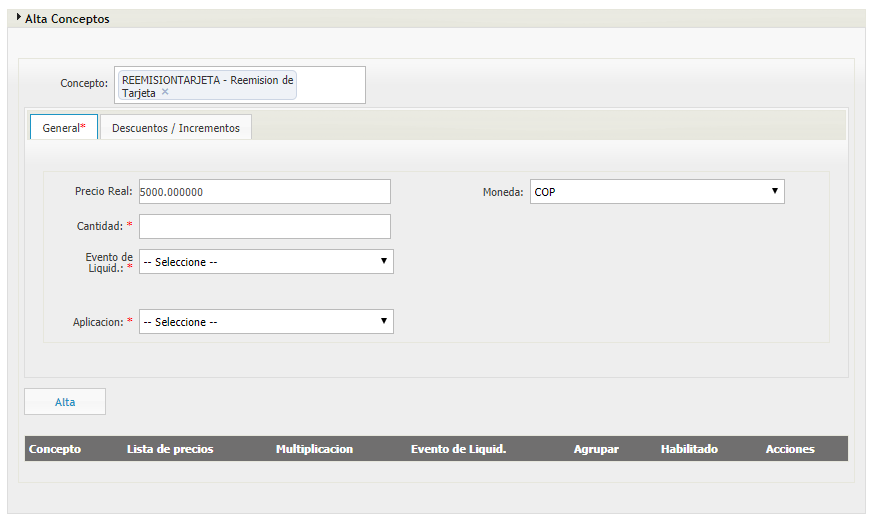 Alta Conceptos
Concepto: REEMISIONTARJETA - Reemision de
Tarjeta ×
General* Descuentos / Incrementos
Precio Real: 5000.000000 Moneda: COP
Cantidad: *
Evento de
Liquid.: * -- Seleccione --
Aplicacion: * -- Seleccione --
Alta
Concepto Lista de precios Multiplicacion Evento de Liquid. Agrupar Habilitado Acciones